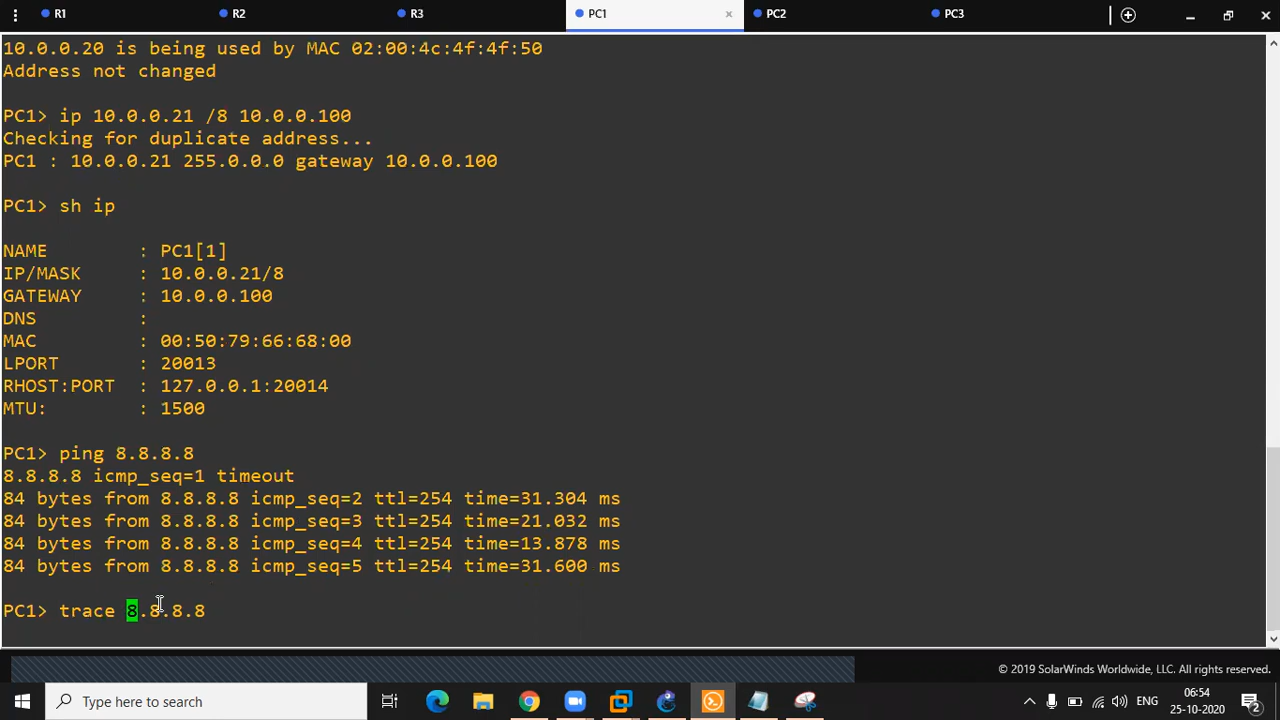 R1 R2 R3 PC1 × PC2 PC3
10.0.0.20 is being used by MAC 02:00:4c:4f:4f:50
Address not changed
PC1> ip 10.0.0.21 /8 10.0.0.100
Checking for duplicate address...
PC1 : 10.0.0.21 255.0.0.0 gateway 10.0.0.100
PC1> sh ip
NAME : PC1[1]
IP/MASK : 10.0.0.21/8
GATEWAY : 10.0.0.100
DNS :
MAC : 00:50:79:66:68:00
LPORT : 20013
RHOST:PORT : 127.0.0.1:20014
MTU: : 1500
PC1> ping 8.8.8.8
8.8.8.8 icmp_seq=1 timeout
84 bytes from 8.8.8.8 icmp_seq=2 ttl=254 time=31.304 ms
84 bytes from 8.8.8.8 icmp_seq=3 ttl=254 time=21.032 ms
84 bytes from 8.8.8.8 icmp_seq=4 ttl=254 time=13.878 ms
84 bytes from 8.8.8.8 icmp_seq=5 ttl=254 time=31.600 ms
PC1> trace 8.8.8.8
© 2019 SolarWinds Worldwide, LLC. All rights reserved.
Type here to search
ENG
06:54
25-10-2020
2